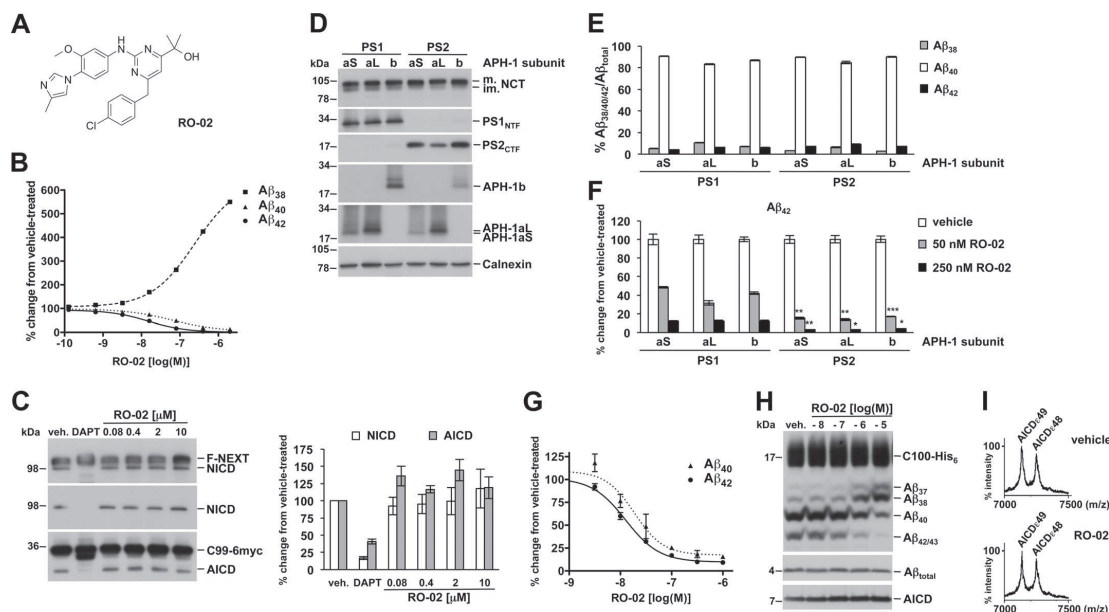 A
O
NH
N
N
OH
N
N
Cl
RO-02
B
600
500
400
300
200
100
0
% change from vehicle-treated
-10
-9
-8
-7
-6
-5
RO-02 [log(M)]
Aβ38
Aβ40
Aβ42
C
RO-02 [μM]
kDa
veh. DAPT 0.08 0.4 2 10
98
98
36
F-NEXT
NICD
NICD
C99-6myc
AICD
NICD
AICD
% change from vehicle-treated
150
125
100
75
50
25
0
veh. DAPT 0.08 0.4 2 10
RO-02 [μM]
D
PS1 PS2
kDa aS aL b aS aL b APH-1 subunit
105
78
m.
im. NCT
34
17
PS1NTF
34
17
PS2CTF
34
17
APH-1b
34
17
APH-1aL
APH-1aS
105
78
Calnexin
E
% Aβ38/40/42/Aβtotal
100
80
60
40
20
0
Aβ38
Aβ40
Aβ42
aS aL b aS aL b APH-1 subunit
PS1 PS2
F
Aβ42
% change from vehicle-treated
120
100
80
60
40
20
0
vehicle
50 nM RO-02
250 nM RO-02
** ** ** * *** *
aS aL b aS aL b APH-1 subunit
PS1 PS2
G
% change from vehicle-treated
150
125
100
75
50
25
0
-9
-8
-7
-6
RO-02 [log(M)]
Aβ40
Aβ42
H
RO-02 [log(M)]
kDa veh. - 8 - 7 - 6 - 5
17
C100-His6
Aβ37
Aβ38
Aβ40
Aβ42/43
4
Aβtotal
7
AICD
I
AICDε49
AICDε48
vehicle
100
% intensity
7000 7500 (m/z)
AICDε49
AICDε48
RO-02
100
% intensity
7000 7500 (m/z)